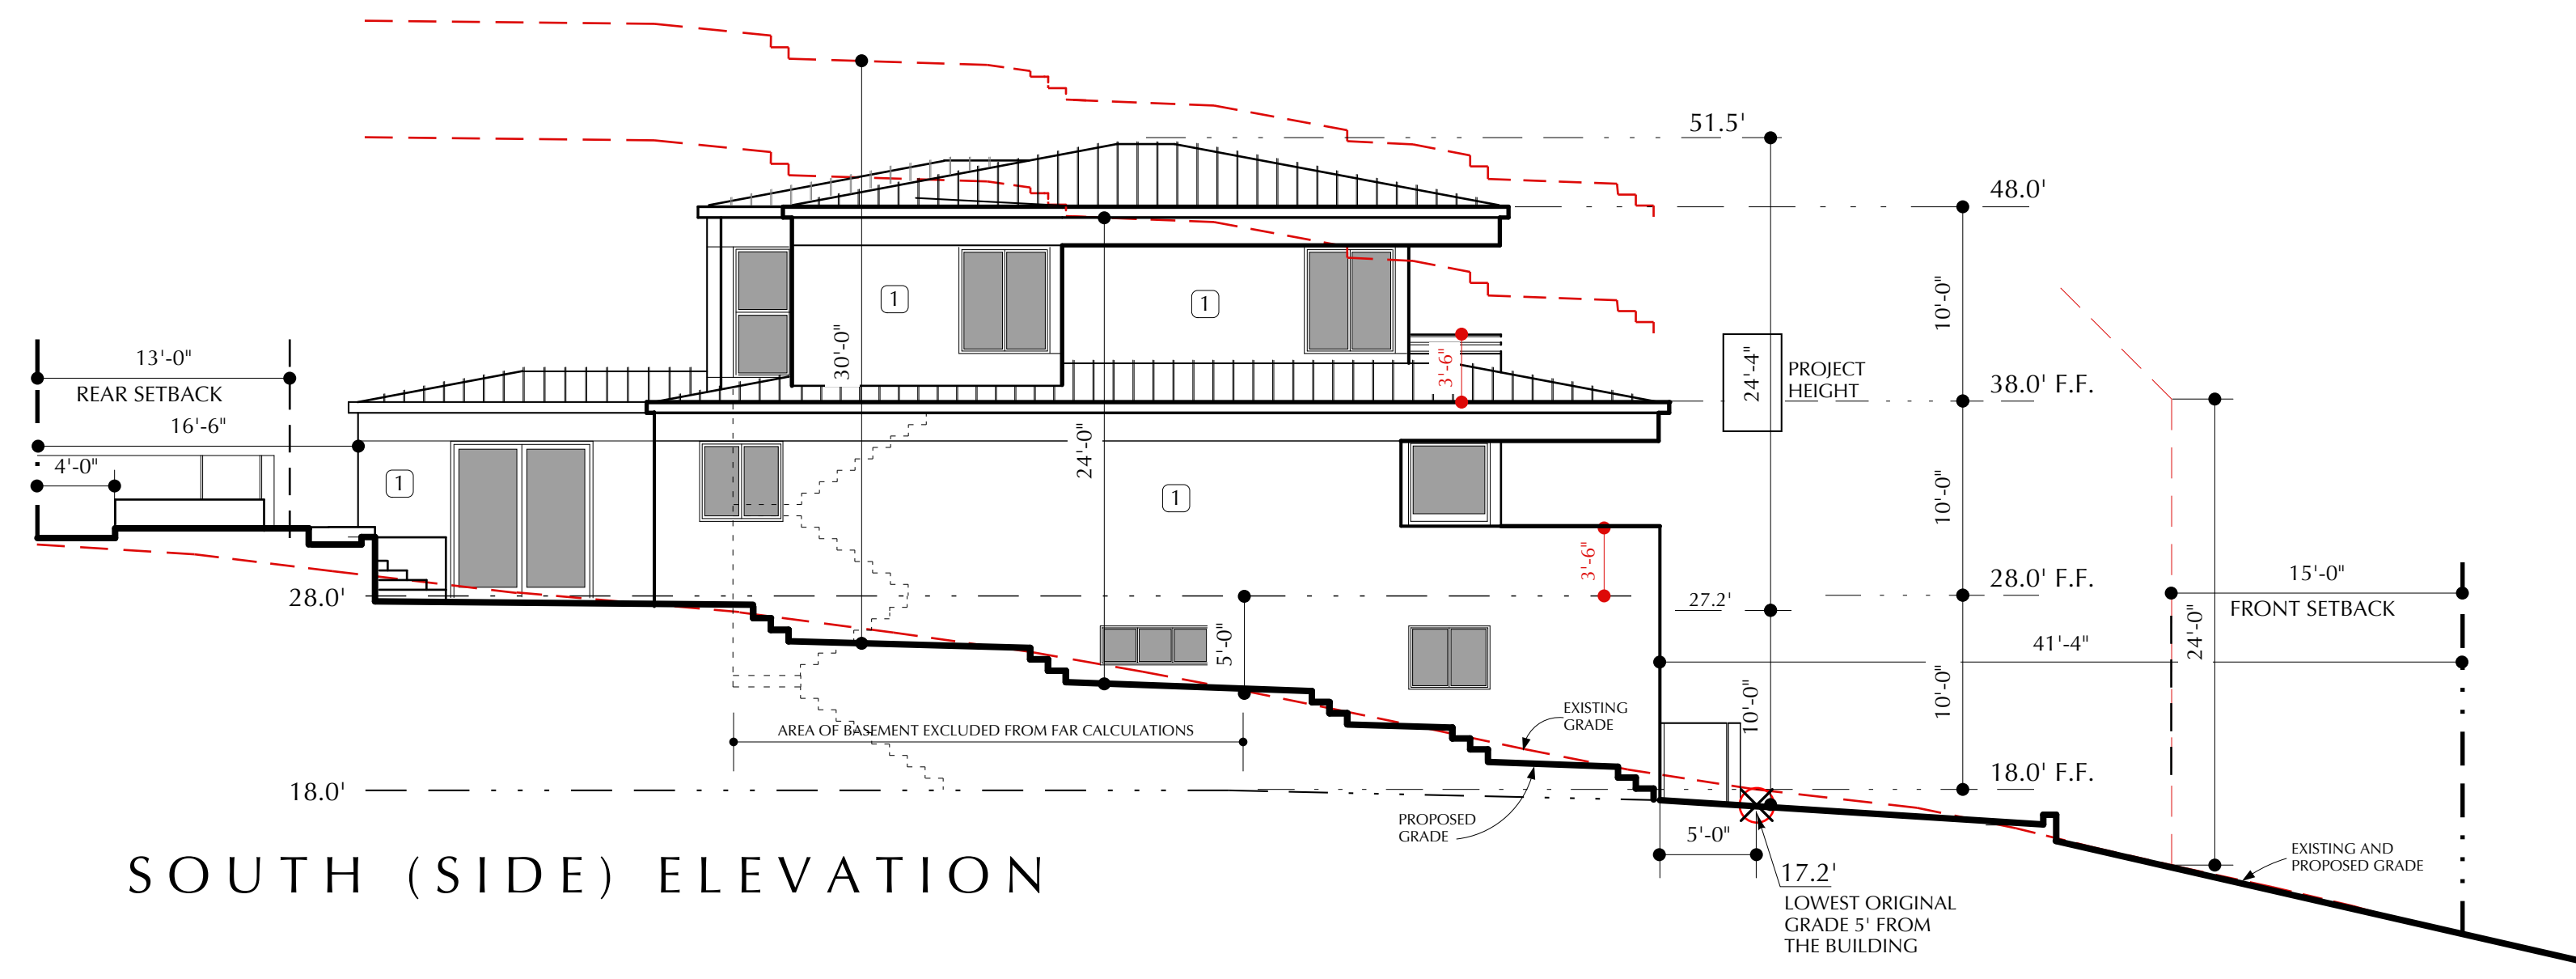 51.5'
48.0'
10'-0"
1
1
30'-0"
24'-4"
PROJECT
HEIGHT
3'-6"
13'-0"
REAR SETBACK
38.0' F.F.
16'-6"
24'-0"
4'-0"
1
1
10'-0"
3'-6"
28.0'
27.2'
28.0' F.F.
15'-0"
FRONT SETBACK
5'-0"
24'-0"
41'-4"
10'-0"
10'-0"
EXISTING
GRADE
AREA OF BASEMENT EXCLUDED FROM FAR CALCULATIONS
18.0'
18.0' F.F.
PROPOSED
GRADE
5'-0"
EXISTING AND
PROPOSED GRADE
SOUTH (SIDE) ELEVATION
17.2'
LOWEST ORIGINAL
GRADE 5' FROM
THE BUILDING